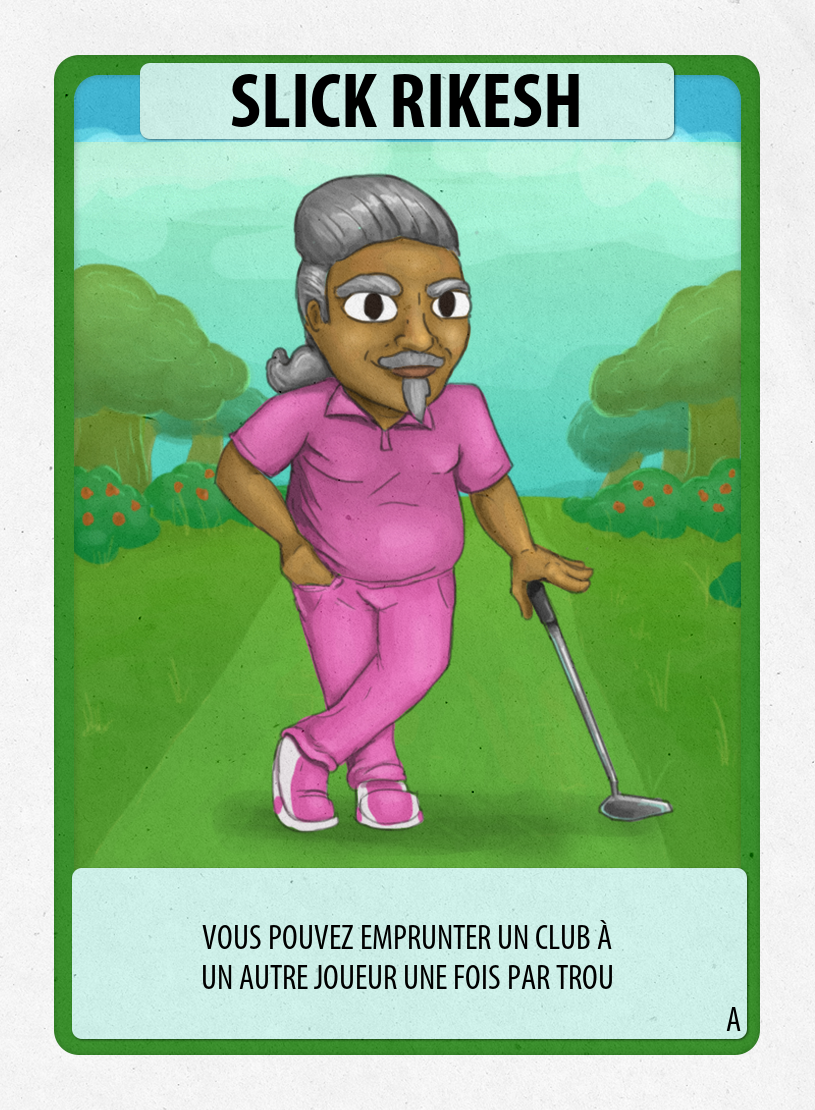 SLICK RIKESH
VOUS POUVEZ EMPRUNTER UN CLUB À
UN AUTRE JOUEUR UNE FOIS PAR TROU
A